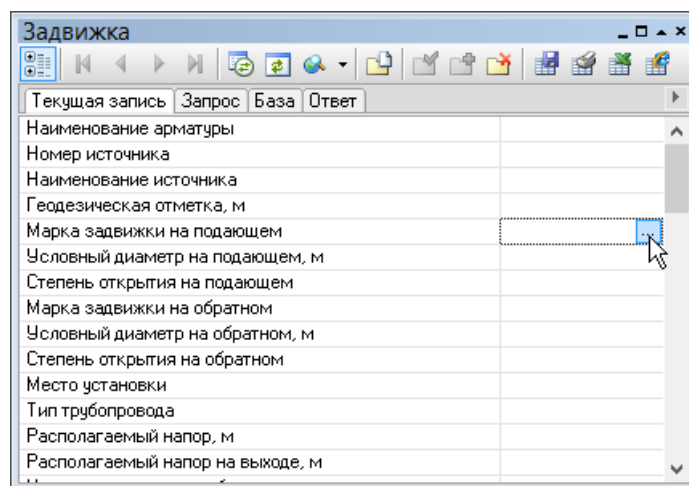 Задвижка
Текущая запись Запрос База Ответ
Наименование арматуры
Номер источника
Наименование источника
Геодезическая отметка, м
Марка задвижки на подающем ...
Условный диаметр на подающем, м
Степень открытия на подающем
Марка задвижки на обратном
Условный диаметр на обратном, м
Степень открытия на обратном
Место установки
Тип трубопровода
Располагаемый напор, м
Располагаемый напор на выходе, м